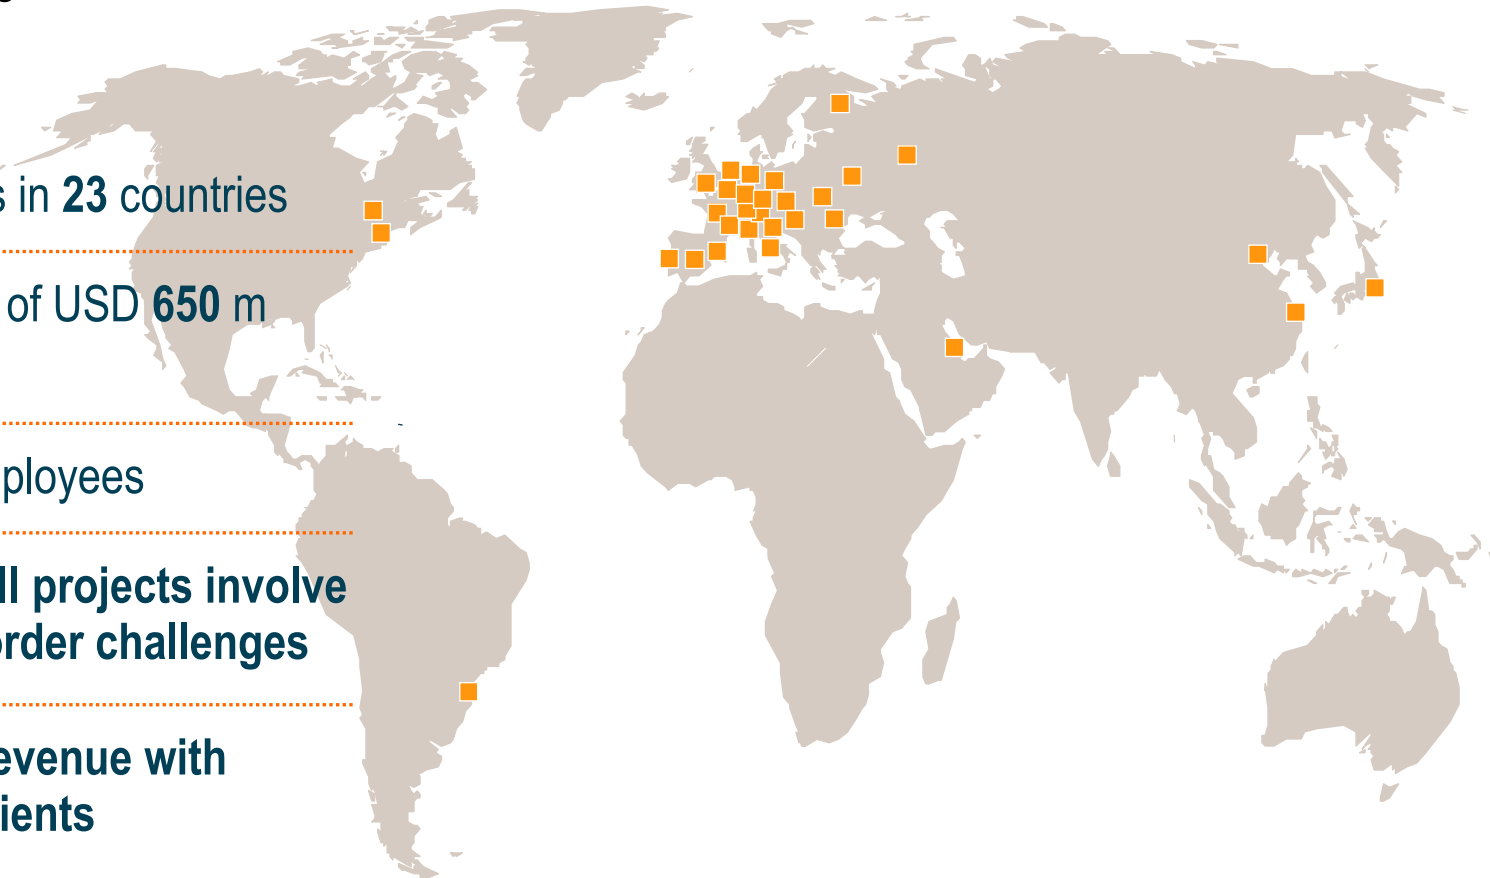 s in 23 countries
of USD 650 m
ployees
ll projects involve
order challenges
evenue with
ients